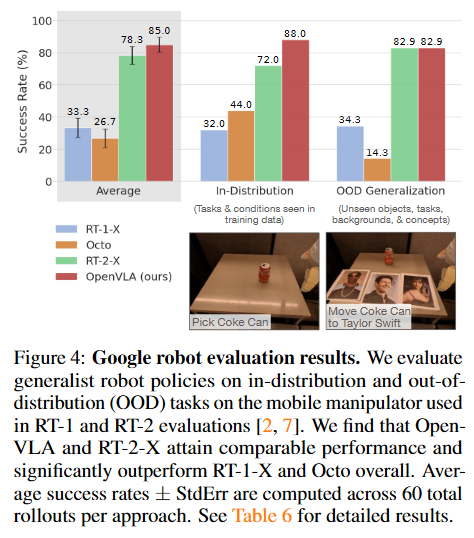 100
80
60
40
20
0
Success Rate (%)
33.3
26.7
78.3
85.0
32.0
44.0
72.0
88.0
34.3
14.3
82.9
82.9
Average
In-Distribution
OOD Generalization
(Tasks & conditions seen in
training data)
(Unseen objects, tasks,
backgrounds, & concepts)
RT-1-X
Octo
RT-2-X
OpenVLA (ours)
Pick Coke Can
Move Coke Can
to Taylor Swift
Figure 4: Google robot evaluation results. We evaluate
generalist robot policies on in-distribution and out-of-
distribution (OOD) tasks on the mobile manipulator used
in RT-1 and RT-2 evaluations [2, 7]. We find that Open-
VLA and RT-2-X attain comparable performance and
significantly outperform RT-1-X and Octo overall. Aver-
age success rates ± StdErr are computed across 60 total
rollouts per approach. See Table 6 for detailed results.